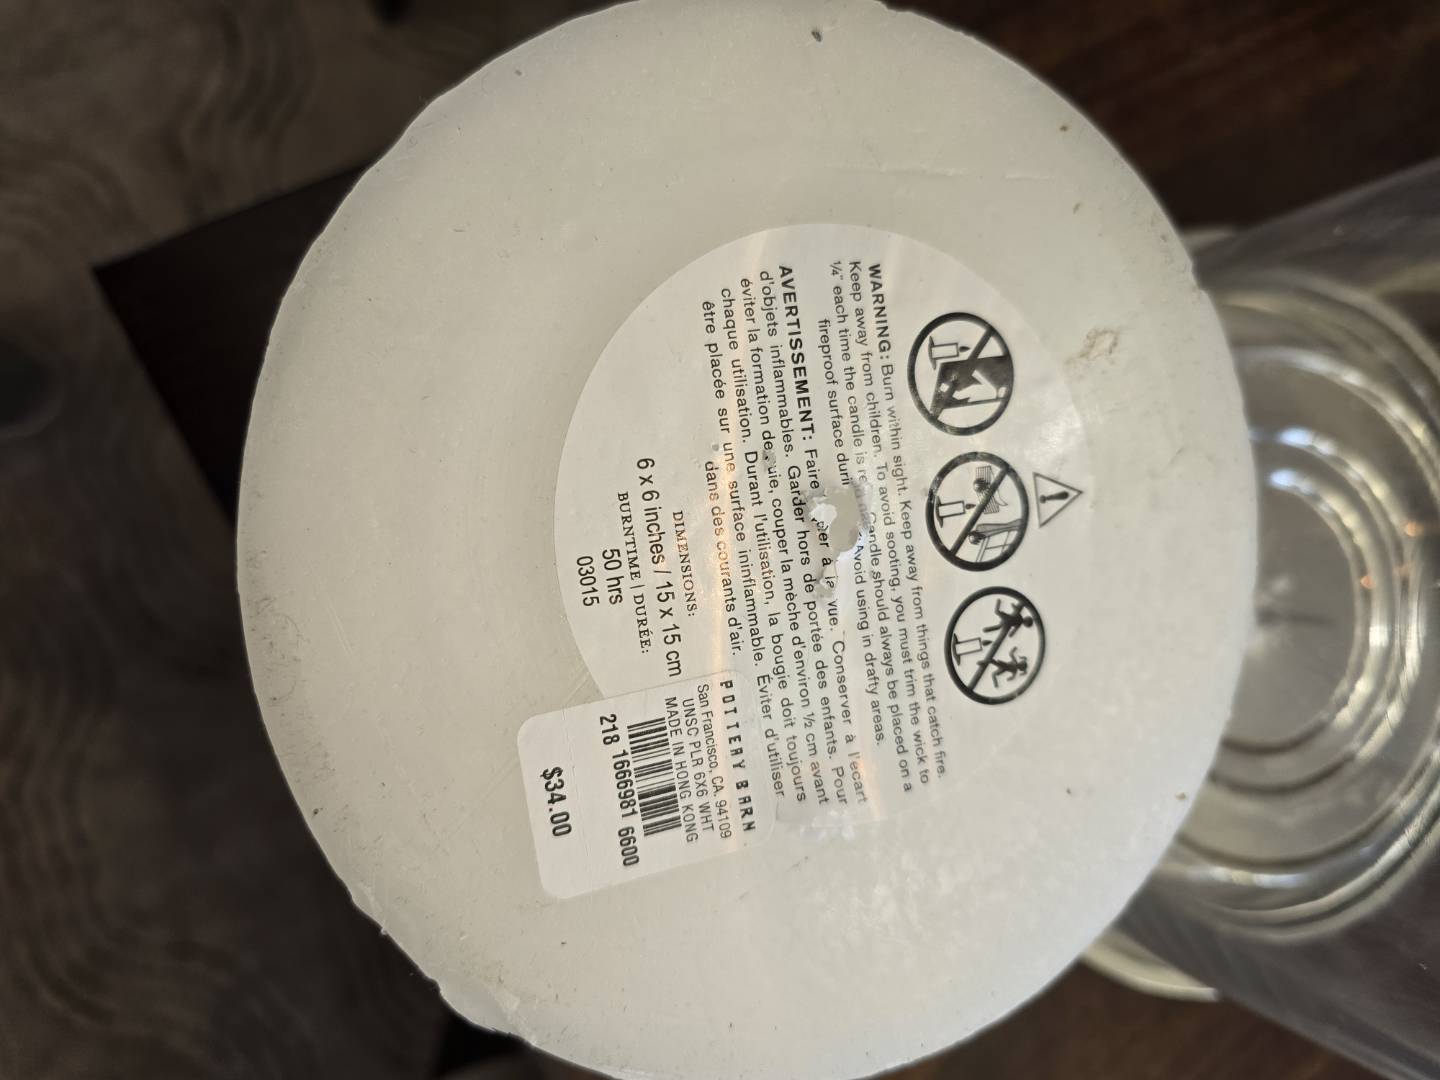 WARNING: Burn within sight. Keep away from things that catch fire.
Keep away from children. To avoid sooting, you must trim the wick to
¼" each time the candle is Candle should always be placed on a
fireproof surface Avoid using in drafty areas.
AVERTISSEMENT: Faire à la vue. Conserver à l'ecart
d'objets inflammables. Garder hors de portée des enfants. Pour
éviter la formation de couper la mèche d'environ ½ cm avant
chaque utilisation. Durant l'utilisation, la bougie doit toujours
être placée sur une surface ininflammable. Éviter d'utiliser
dans des courants d'air.
DIMENSIONS:
6 x 6 inches / 15 x 15 cm
BURNTIME | DURÉE:
50 hrs
03015
POTTERY BARN
San Francisco, CA. 94109
UNSC PLR 6X6 WHT
MADE IN HONG KONG
218 1666981 6600
$34.00